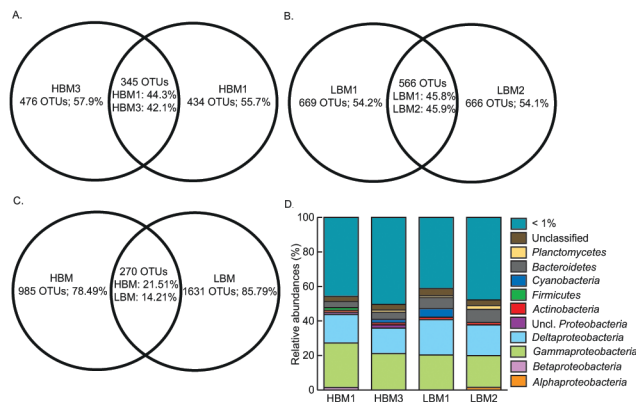 A.
HBM3
476 OTUs; 57.9%
345 OTUs
HBM1: 44.3%
HBM3: 42.1%
HBM1
434 OTUs; 55.7%
B.
LBM1
669 OTUs; 54.2%
566 OTUs
LBM1: 45.8%
LBM2: 45.9%
LBM2
666 OTUs; 54.1%
C.
HBM
985 OTUs; 78.49%
270 OTUs
HBM: 21.51%
LBM: 14.21%
LBM
1631 OTUs; 85.79%
D.
Relative abundances (%)
100
80
60
40
20
0
HBM1
HBM3
LBM1
LBM2
< 1%
Unclassified
Planctomycetes
Bacteroidetes
Cyanobacteria
Firmicutes
Actinobacteria
Uncl. Proteobacteria
Deltaproteobacteria
Gammaproteobacteria
Betaproteobacteria
Alphaproteobacteria